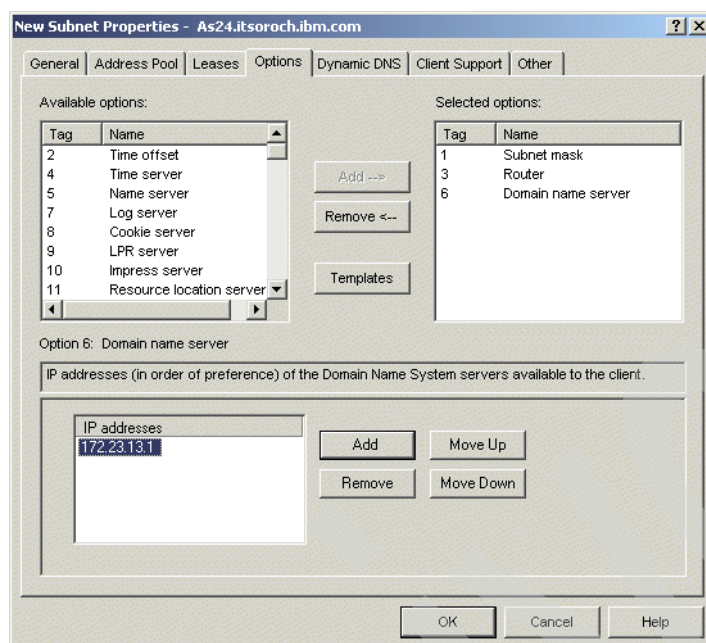 New Subnet Properties - As24.itsoroch.ibm.com
General Address Pool Leases Options Dynamic DNS Client Support Other
Available options:
Tag Name
2 Time offset
4 Time server
5 Name server
7 Log server
8 Cookie server
9 LPR server
10 Impress server
11 Resource location server
Add -->
Remove <--
Templates
Selected options:
Tag Name
1 Subnet mask
3 Router
6 Domain name server
Option 6: Domain name server
IP addresses (in order of preference) of the Domain Name System servers available to the client.
IP addresses
172.23.13.1
Add
Move Up
Remove
Move Down
OK
Cancel
Help